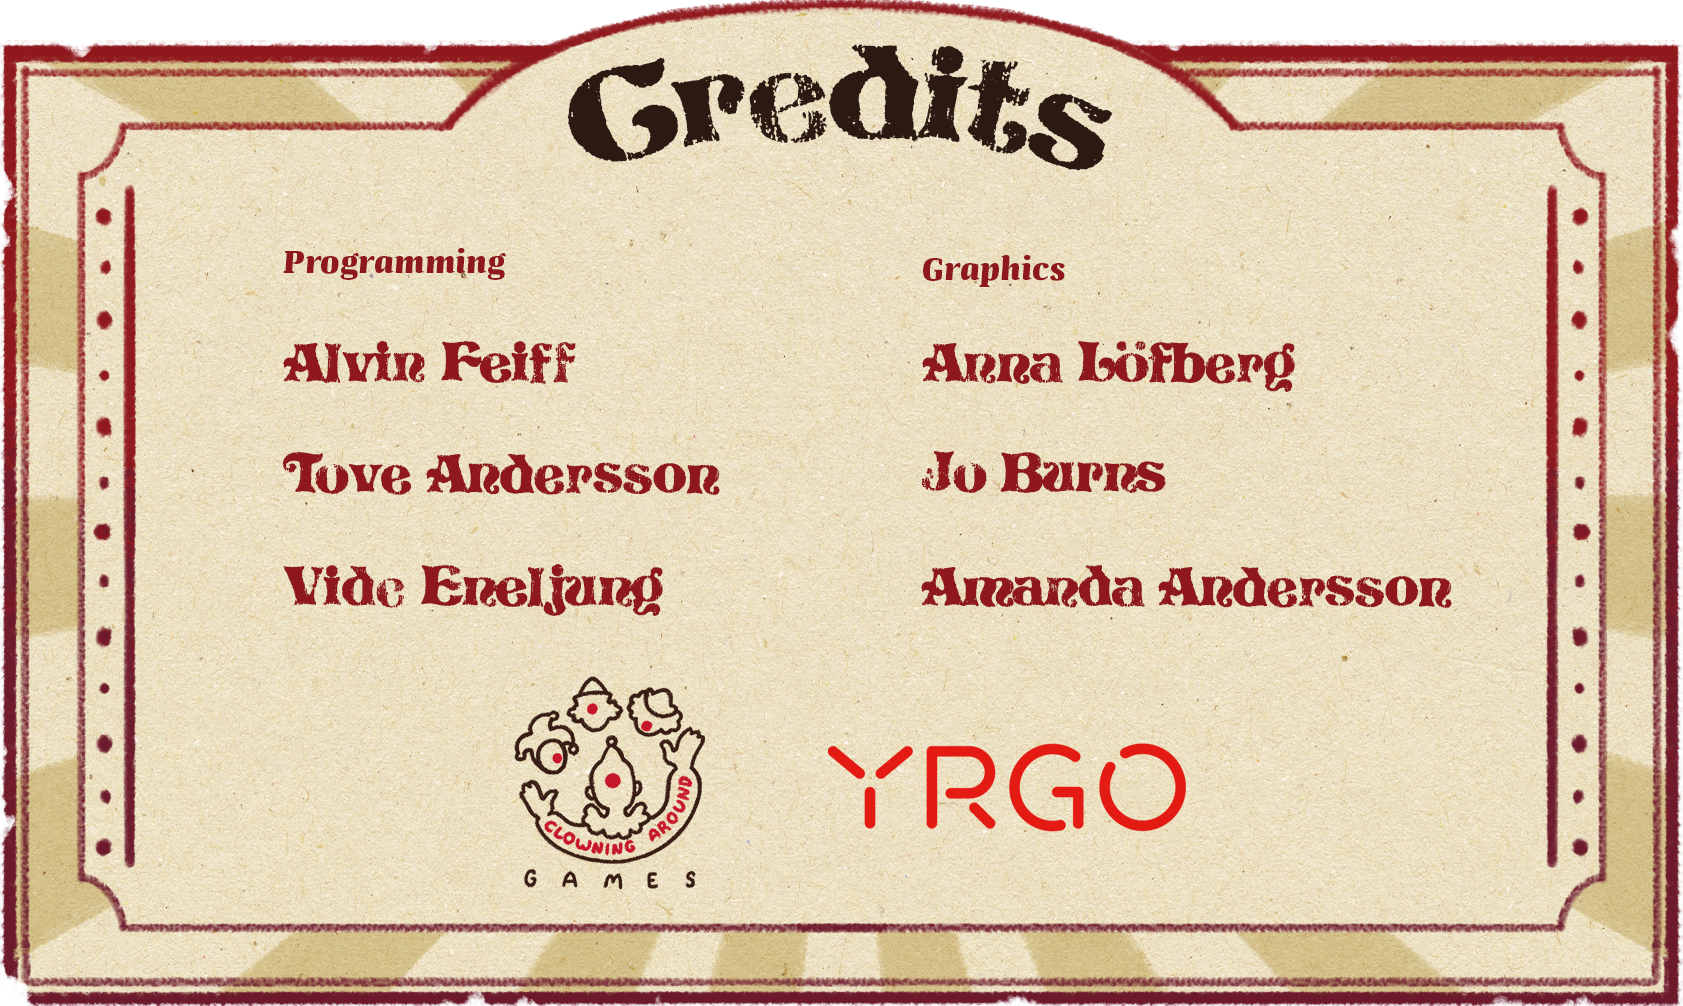 Credits
Programming
Alvin Feiff
Tove Andersson
Vide Eneljung
Graphics
Anna Löfberg
Jo Burns
Amanda Andersson
CLOWNING AROUND
GAMES
YRGO